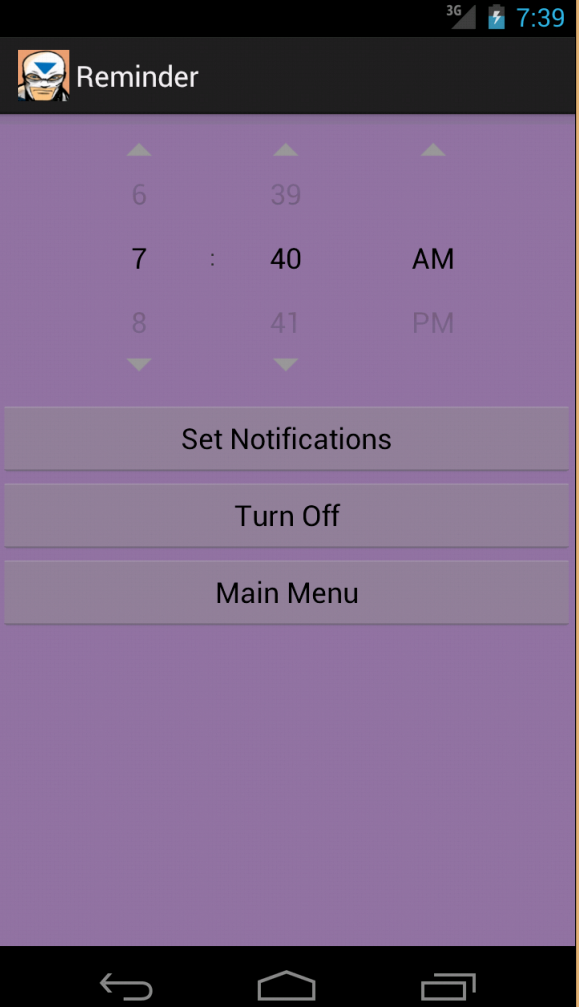 3G 7:39
Reminder
6 39
7 : 40 AM
8 41 PM
Set Notifications
Turn Off
Main Menu